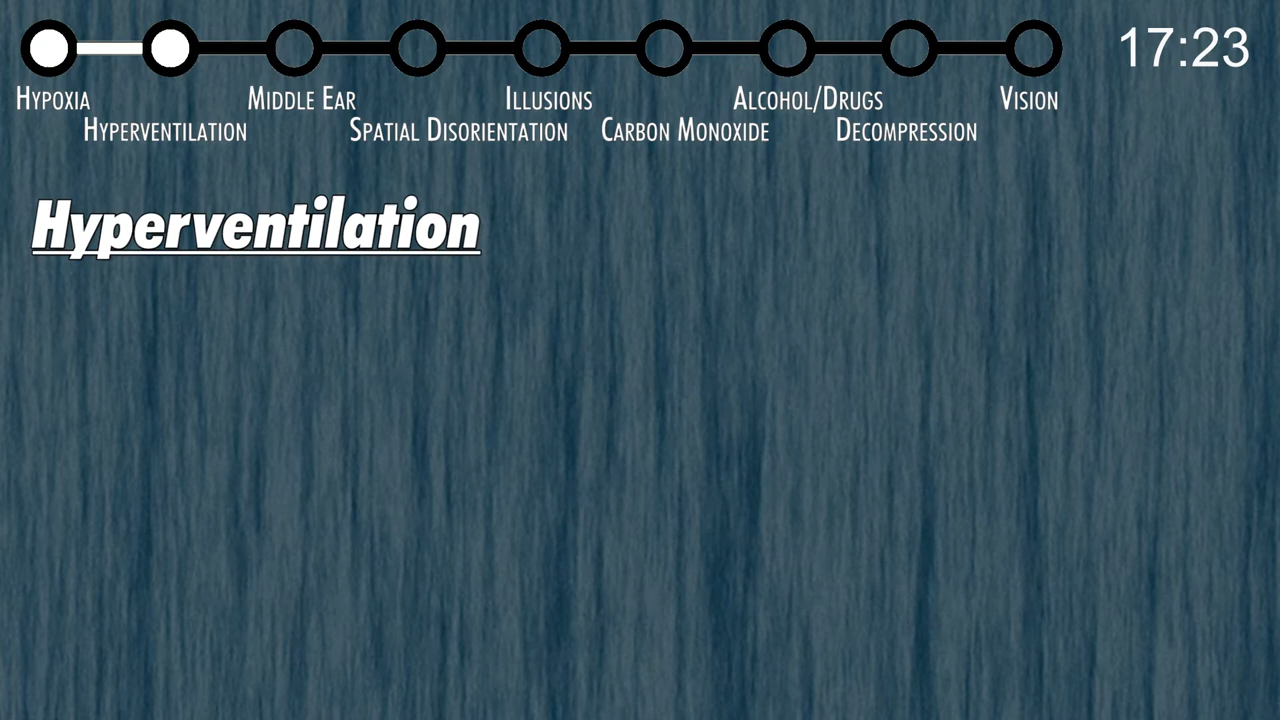 17:23
Hypoxia Middle Ear Illusions Alcohol/Drugs Vision
Hyperventilation Spatial Disorientation Carbon Monoxide Decompression
Hyperventilation